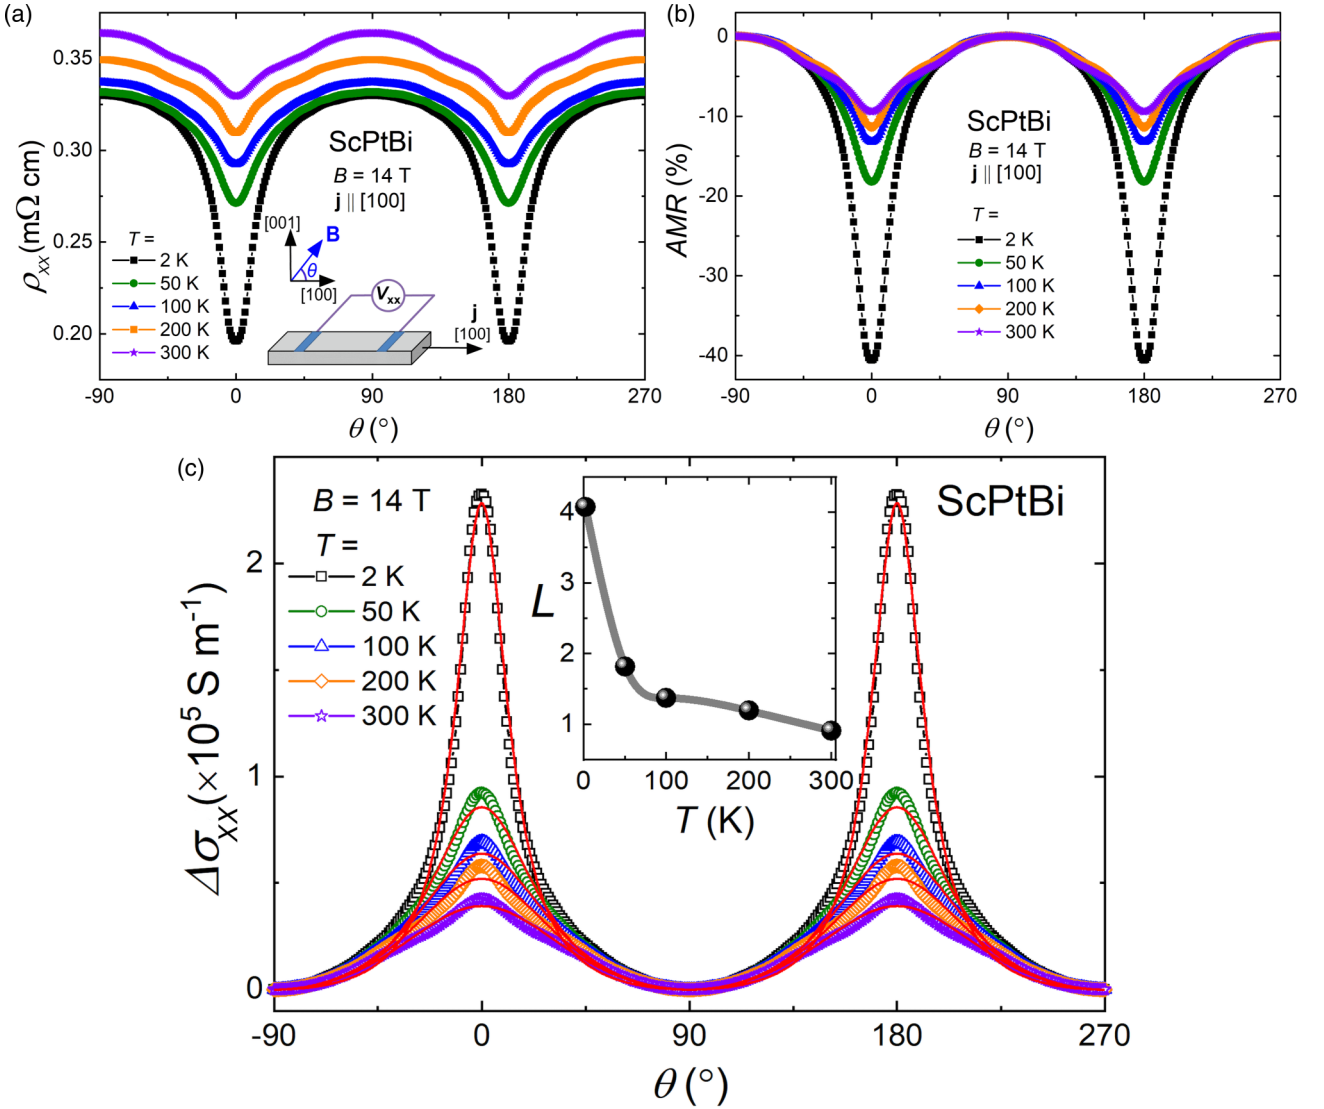 (a)
0.35
0.30
0.25
0.20
ρxx (mΩ cm)
ScPtBi
B = 14 T
j || [100]
T =
2 K
50 K
100 K
200 K
300 K
[001]
B
θ
[100]
Vxx
j
[100]
-90 0 90 180 270
θ (°)
(b)
0
-10
-20
-30
-40
AMR (%)
ScPtBi
B = 14 T
j || [100]
T =
2 K
50 K
100 K
200 K
300 K
-90 0 90 180 270
θ (°)
(c)
2
1
0
Δσxx (×10⁵ S m⁻¹)
B = 14 T
T =
2 K
50 K
100 K
200 K
300 K
ScPtBi
4
3
2
1
L
0 100 200 300
T (K)
-90 0 90 180 270
θ (°)